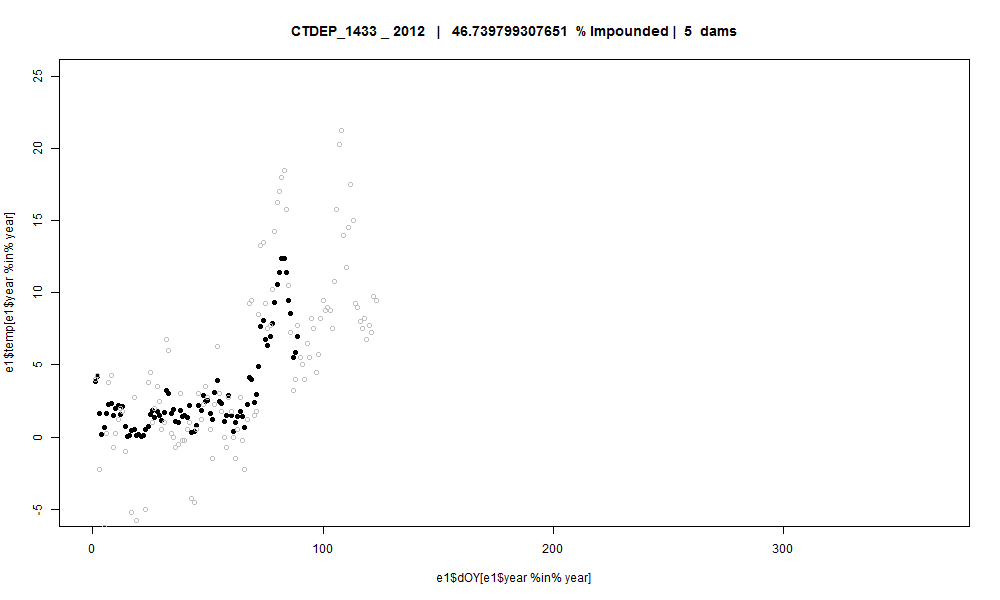 CTDEP_1433 _ 2012 | 46.739799307651 % Impounded | 5 dams
25
20
15
10
5
0
-5
e1$temp[e1$year %in% year]
0 100 200 300
e1$dOY[e1$year %in% year]